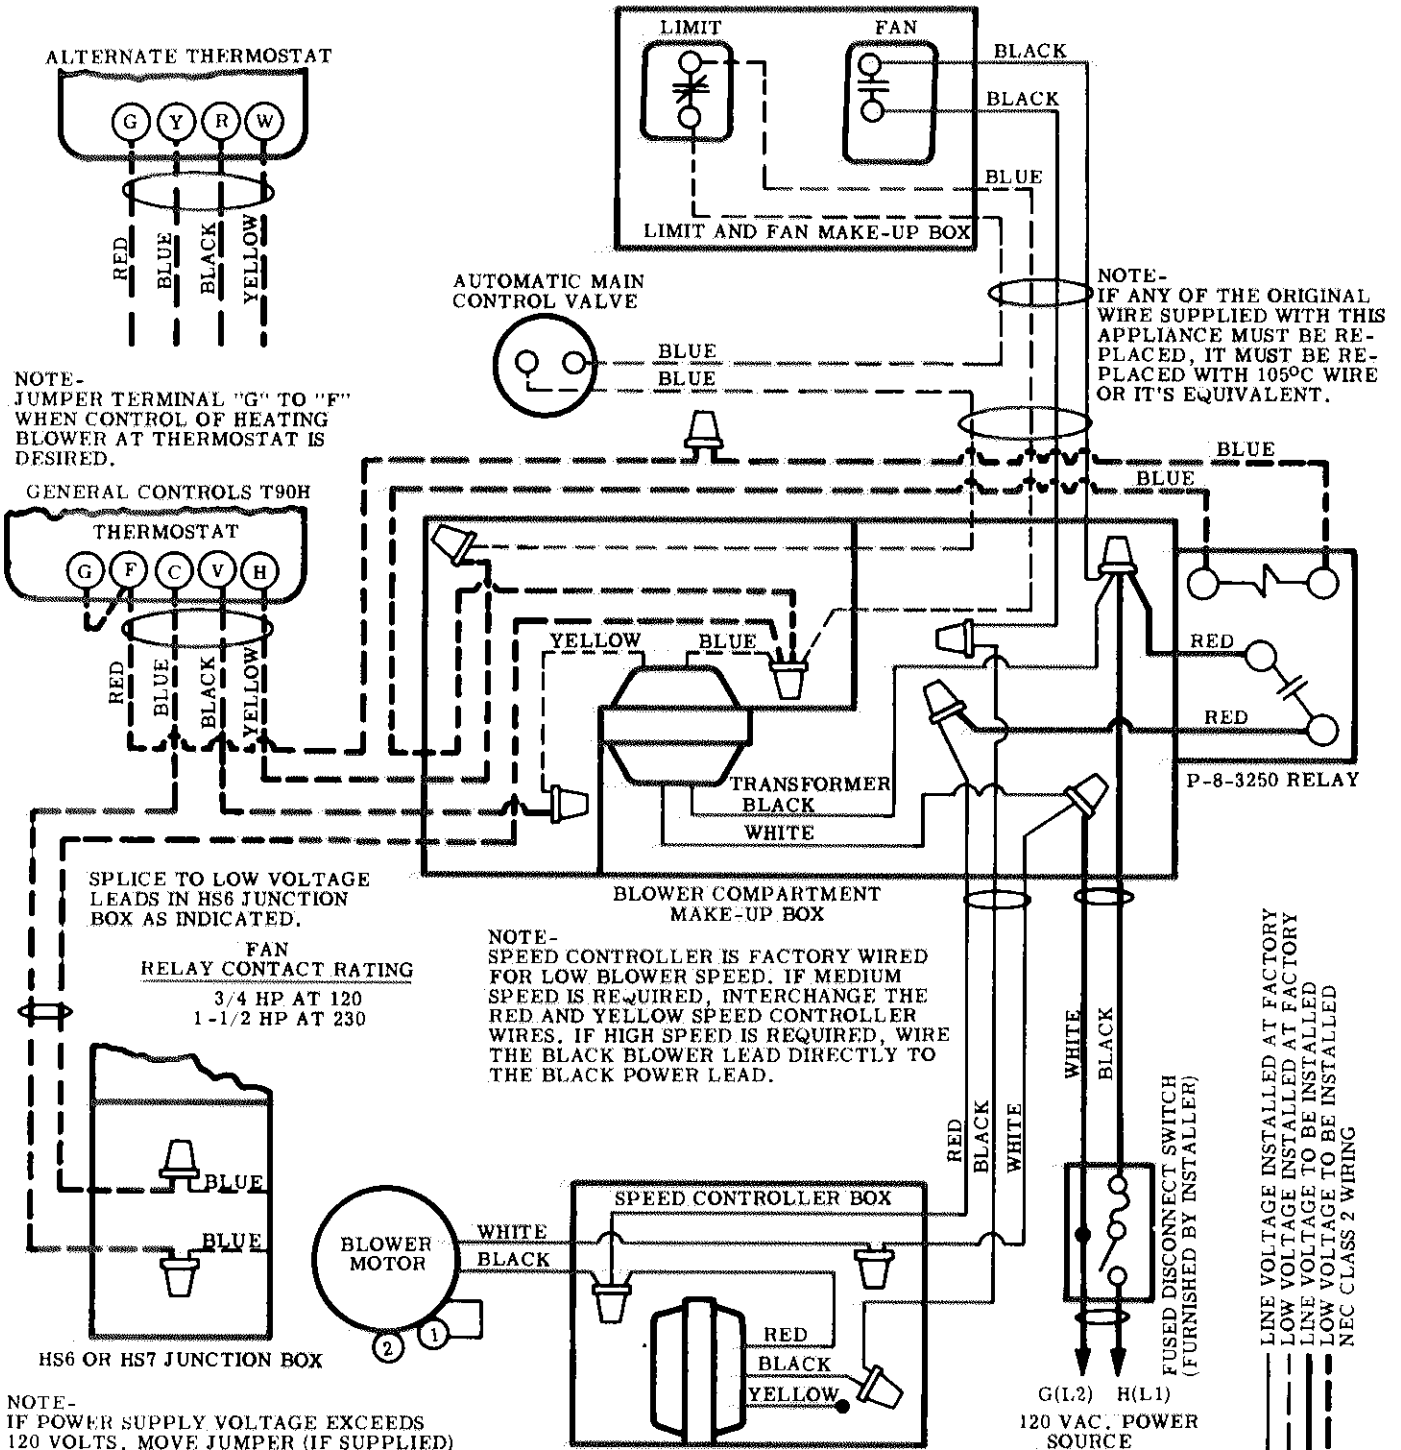 LIMIT
FAN
BLACK
BLACK
BLUE
LIMIT AND FAN MAKE-UP BOX
ALTERNATE THERMOSTAT
G Y R W
RED
BLUE
BLACK
YELLOW
AUTOMATIC MAIN
CONTROL VALVE
BLUE
BLUE
NOTE-
IF ANY OF THE ORIGINAL
WIRE SUPPLIED WITH THIS
APPLIANCE MUST BE RE-
PLACED, IT MUST BE RE-
PLACED WITH 105ºC WIRE
OR IT'S EQUIVALENT.
NOTE-
JUMPER TERMINAL "G" TO "F"
WHEN CONTROL OF HEATING
BLOWER AT THERMOSTAT IS
DESIRED.
BLUE
BLUE
GENERAL CONTROLS T90H
THERMOSTAT
G F C V H
RED
BLUE
BLACK
YELLOW
YELLOW
BLUE
TRANSFORMER
BLACK
WHITE
RED
RED
P-8-3250 RELAY
BLOWER COMPARTMENT
MAKE-UP BOX
SPLICE TO LOW VOLTAGE
LEADS IN HS6 JUNCTION
BOX AS INDICATED.
FAN
RELAY CONTACT RATING
3/4 HP AT 120
1-1/2 HP AT 230
NOTE-
SPEED CONTROLLER IS FACTORY WIRED
FOR LOW BLOWER SPEED. IF MEDIUM
SPEED IS REQUIRED, INTERCHANGE THE
RED AND YELLOW SPEED CONTROLLER
WIRES. IF HIGH SPEED IS REQUIRED, WIRE
THE BLACK BLOWER LEAD DIRECTLY TO
THE BLACK POWER LEAD.
RED
BLACK
WHITE
WHITE
BLACK
FUSED DISCONNECT SWITCH
(FURNISHED BY INSTALLER)
LINE VOLTAGE INSTALLED AT FACTORY
LOW VOLTAGE INSTALLED AT FACTORY
LINE VOLTAGE TO BE INSTALLED
LOW VOLTAGE TO BE INSTALLED
NEC CLASS 2 WIRING
BLUE
BLUE
HS6 OR HS7 JUNCTION BOX
BLOWER
MOTOR
1
2
WHITE
BLACK
SPEED CONTROLLER BOX
RED
BLACK
YELLOW
G(L2) H(L1)
120 VAC. POWER
SOURCE
NOTE-
IF POWER SUPPLY VOLTAGE EXCEEDS
120 VOLTS, MOVE JUMPER (IF SUPPLIED)